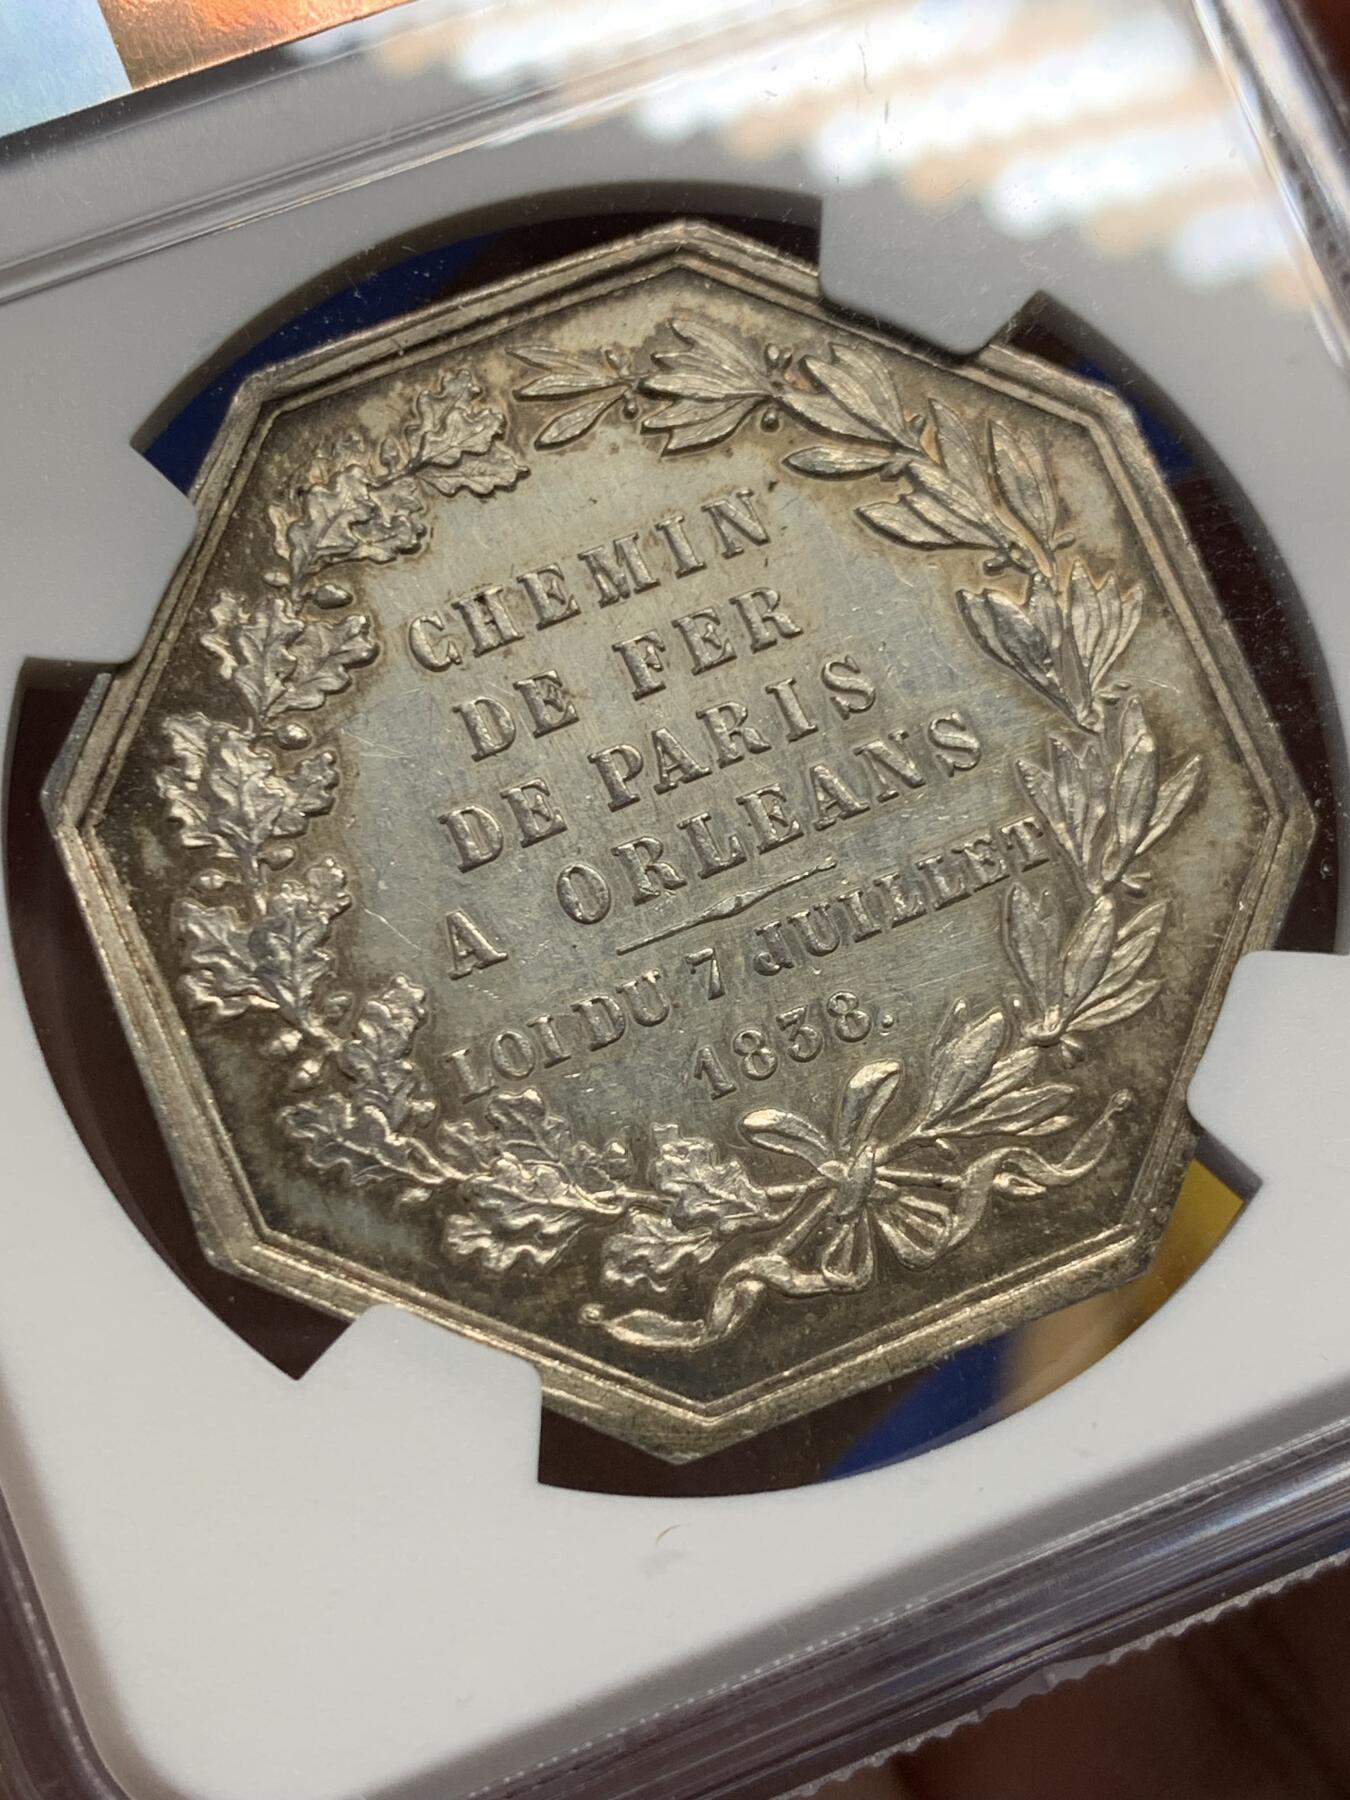 CHEMIN
DE FER
DE PARIS
A ORLEANS
LOI DU 7 JUILLET
1838.